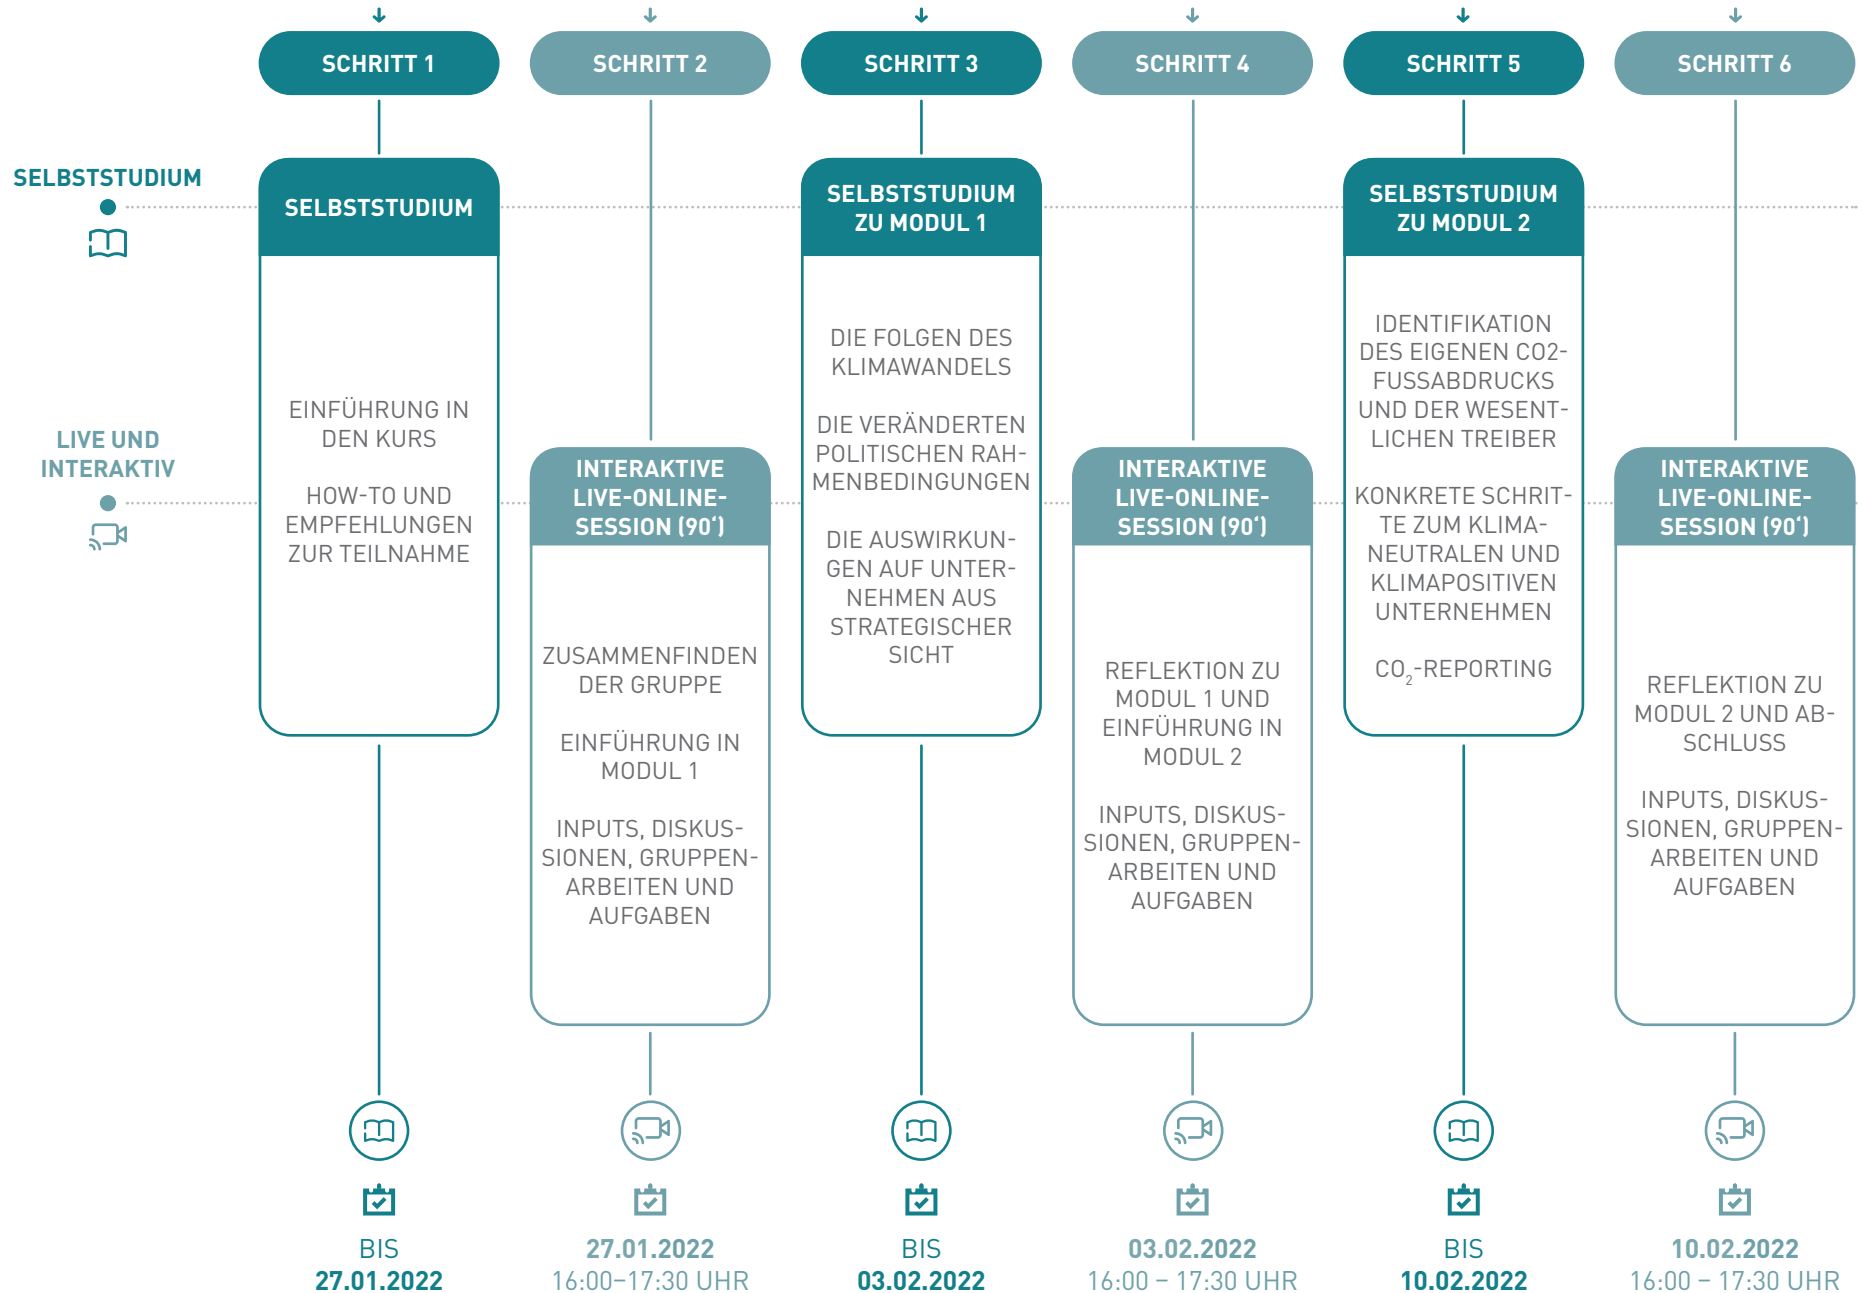 SCHRITT 1
SCHRITT 2
SCHRITT 3
SCHRITT 4
SCHRITT 5
SCHRITT 6
SELBSTSTUDIUM
LIVE UND
INTERAKTIV
SELBSTSTUDIUM
EINFÜHRUNG IN
DEN KURS
HOW-TO UND
EMPFEHLUNGEN
ZUR TEILNAHME
BIS
27.01.2022
INTERAKTIVE
LIVE-ONLINE-
SESSION (90‘)
ZUSAMMENFINDEN
DER GRUPPE
EINFÜHRUNG IN
MODUL 1
INPUTS, DISKUS-
SIONEN, GRUPPEN-
ARBEITEN UND
AUFGABEN
27.01.2022
16:00–17:30 UHR
SELBSTSTUDIUM
ZU MODUL 1
DIE FOLGEN DES
KLIMAWANDELS
DIE VERÄNDERTEN
POLITISCHEN RAH-
MENBEDINGUNGEN
DIE AUSWIRKUN-
GEN AUF UNTER-
NEHMEN AUS
STRATEGISCHER
SICHT
BIS
03.02.2022
INTERAKTIVE
LIVE-ONLINE-
SESSION (90‘)
REFLEKTION ZU
MODUL 1 UND
EINFÜHRUNG IN
MODUL 2
INPUTS, DISKUS-
SIONEN, GRUPPEN-
ARBEITEN UND
AUFGABEN
03.02.2022
16:00 – 17:30 UHR
SELBSTSTUDIUM
ZU MODUL 2
IDENTIFIKATION
DES EIGENEN CO2-
FUSSABDRUCKS
UND DER WESENT-
LICHEN TREIBER
KONKRETE SCHRIT-
TE ZUM KLIMA-
NEUTRALEN UND
KLIMAPOSITIVEN
UNTERNEHMEN
CO₂-REPORTING
BIS
10.02.2022
INTERAKTIVE
LIVE-ONLINE-
SESSION (90‘)
REFLEKTION ZU
MODUL 2 UND AB-
SCHLUSS
INPUTS, DISKUS-
SIONEN, GRUPPEN-
ARBEITEN UND
AUFGABEN
10.02.2022
16:00 – 17:30 UHR